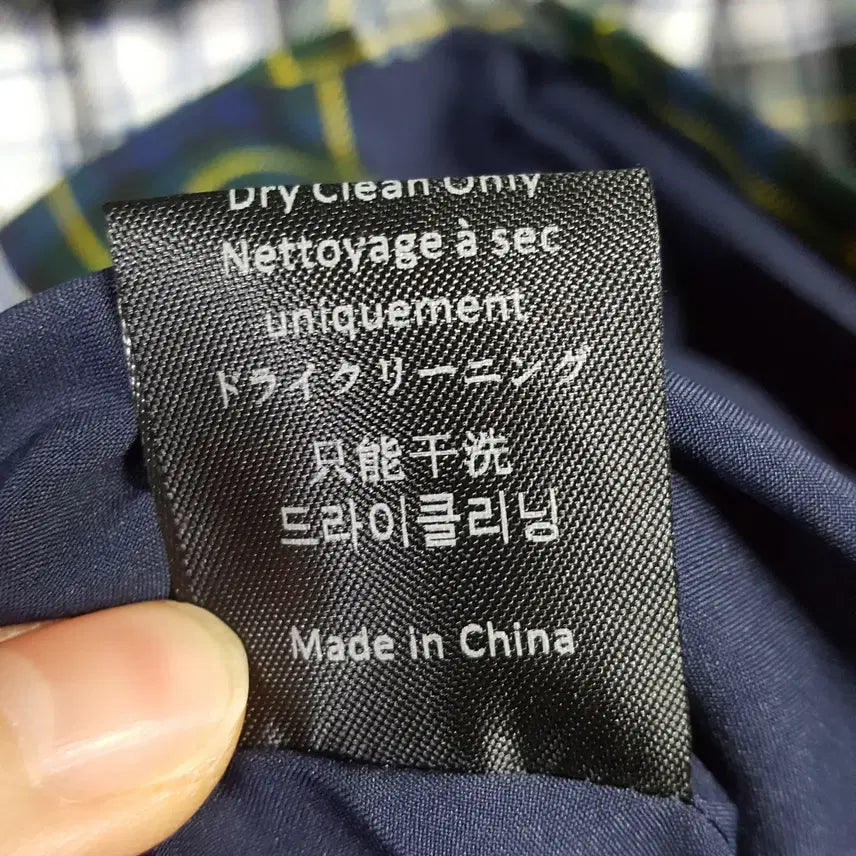 Dry Clean Only
Nettoyage à sec
uniquement
ドライクリーニング
只能干洗
드라이클리닝
Made in China